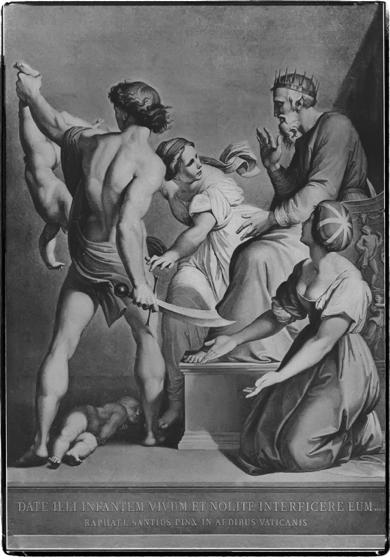 DATE ILLI INFANTEM VIVUM ET NOLITE INTERFICERE EUM....
RAPHAEL SANTIUS PINX. IN AEDIBUS VATICANIS